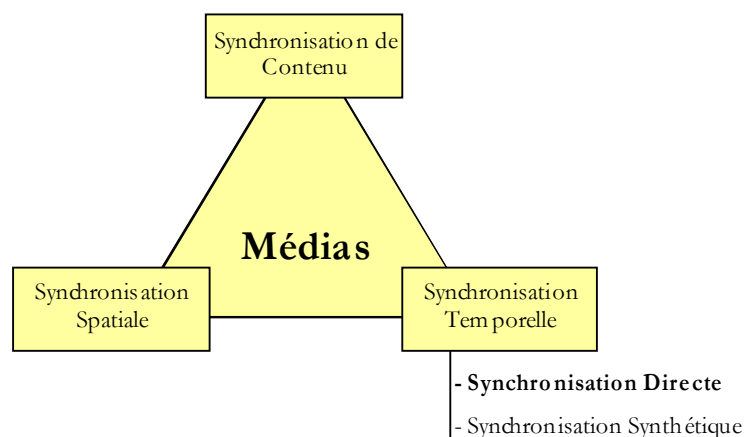 Synchronisation de
Contenu
Médias
Synchronisation
Spatiale
Synchronisation
Temporelle
- Synchronisation Directe
- Synchronisation Synthétique